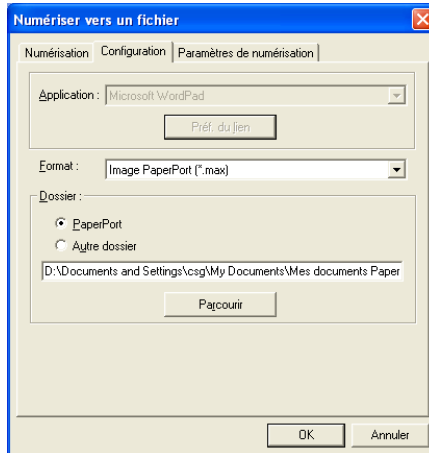 Numériser vers un fichier
Numérisation Configuration Paramètres de numérisation
Application : Microsoft WordPad
Préf. du lien
Format : Image PaperPort (*.max)
Dossier :
PaperPort
Autre dossier
D:\Documents and Settings\csg\My Documents\Mes documents Paper
Parcourir
OK Annuler